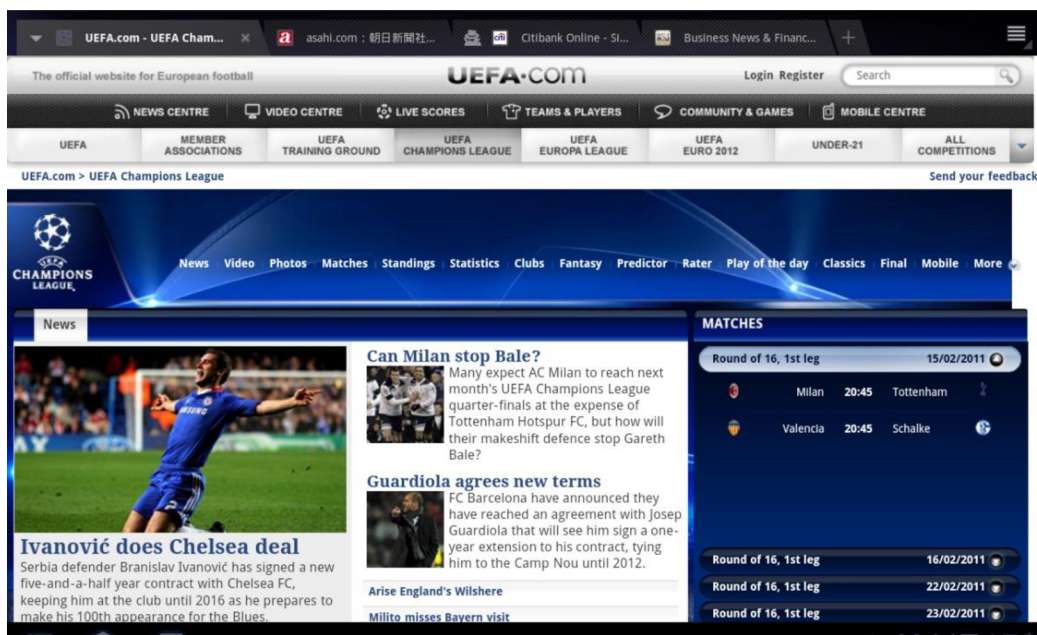 UEFA.com - UEFA Cham...
asahi.com : 朝日新聞社...
Citibank Online - Si...
Business News & Financ...
The official website for European football
UEFA.com
Login Register
Search
NEWS CENTRE
VIDEO CENTRE
LIVE SCORES
TEAMS & PLAYERS
COMMUNITY & GAMES
MOBILE CENTRE
UEFA
MEMBER
ASSOCIATIONS
UEFA
TRAINING GROUND
UEFA
CHAMPIONS LEAGUE
UEFA
EUROPA LEAGUE
UEFA
EURO 2012
UNDER-21
ALL
COMPETITIONS
UEFA.com > UEFA Champions League
Send your feedback
UEFA
CHAMPIONS
LEAGUE
News Video Photos Matches Standings Statistics Clubs Fantasy Predictor Rater Play of the day Classics Final Mobile More
News
SAMSUNG
Ivanović does Chelsea deal
Serbia defender Branislav Ivanović has signed a new
five-and-a-half year contract with Chelsea FC,
keeping him at the club until 2016 as he prepares to
make his 100th appearance for the Blues.
Can Milan stop Bale?
Many expect AC Milan to reach next
month's UEFA Champions League
quarter-finals at the expense of
Tottenham Hotspur FC, but how will
their makeshift defence stop Gareth
Bale?
Guardiola agrees new terms
FC Barcelona have announced they
have reached an agreement with Josep
Guardiola that will see him sign a one-
year extension to his contract, tying
him to the Camp Nou until 2012.
Arise England's Wilshere
Milito misses Bayern visit
MATCHES
Round of 16, 1st leg 15/02/2011
Milan 20:45 Tottenham
Valencia 20:45 Schalke
Round of 16, 1st leg 16/02/2011
Round of 16, 1st leg 22/02/2011
Round of 16, 1st leg 23/02/2011